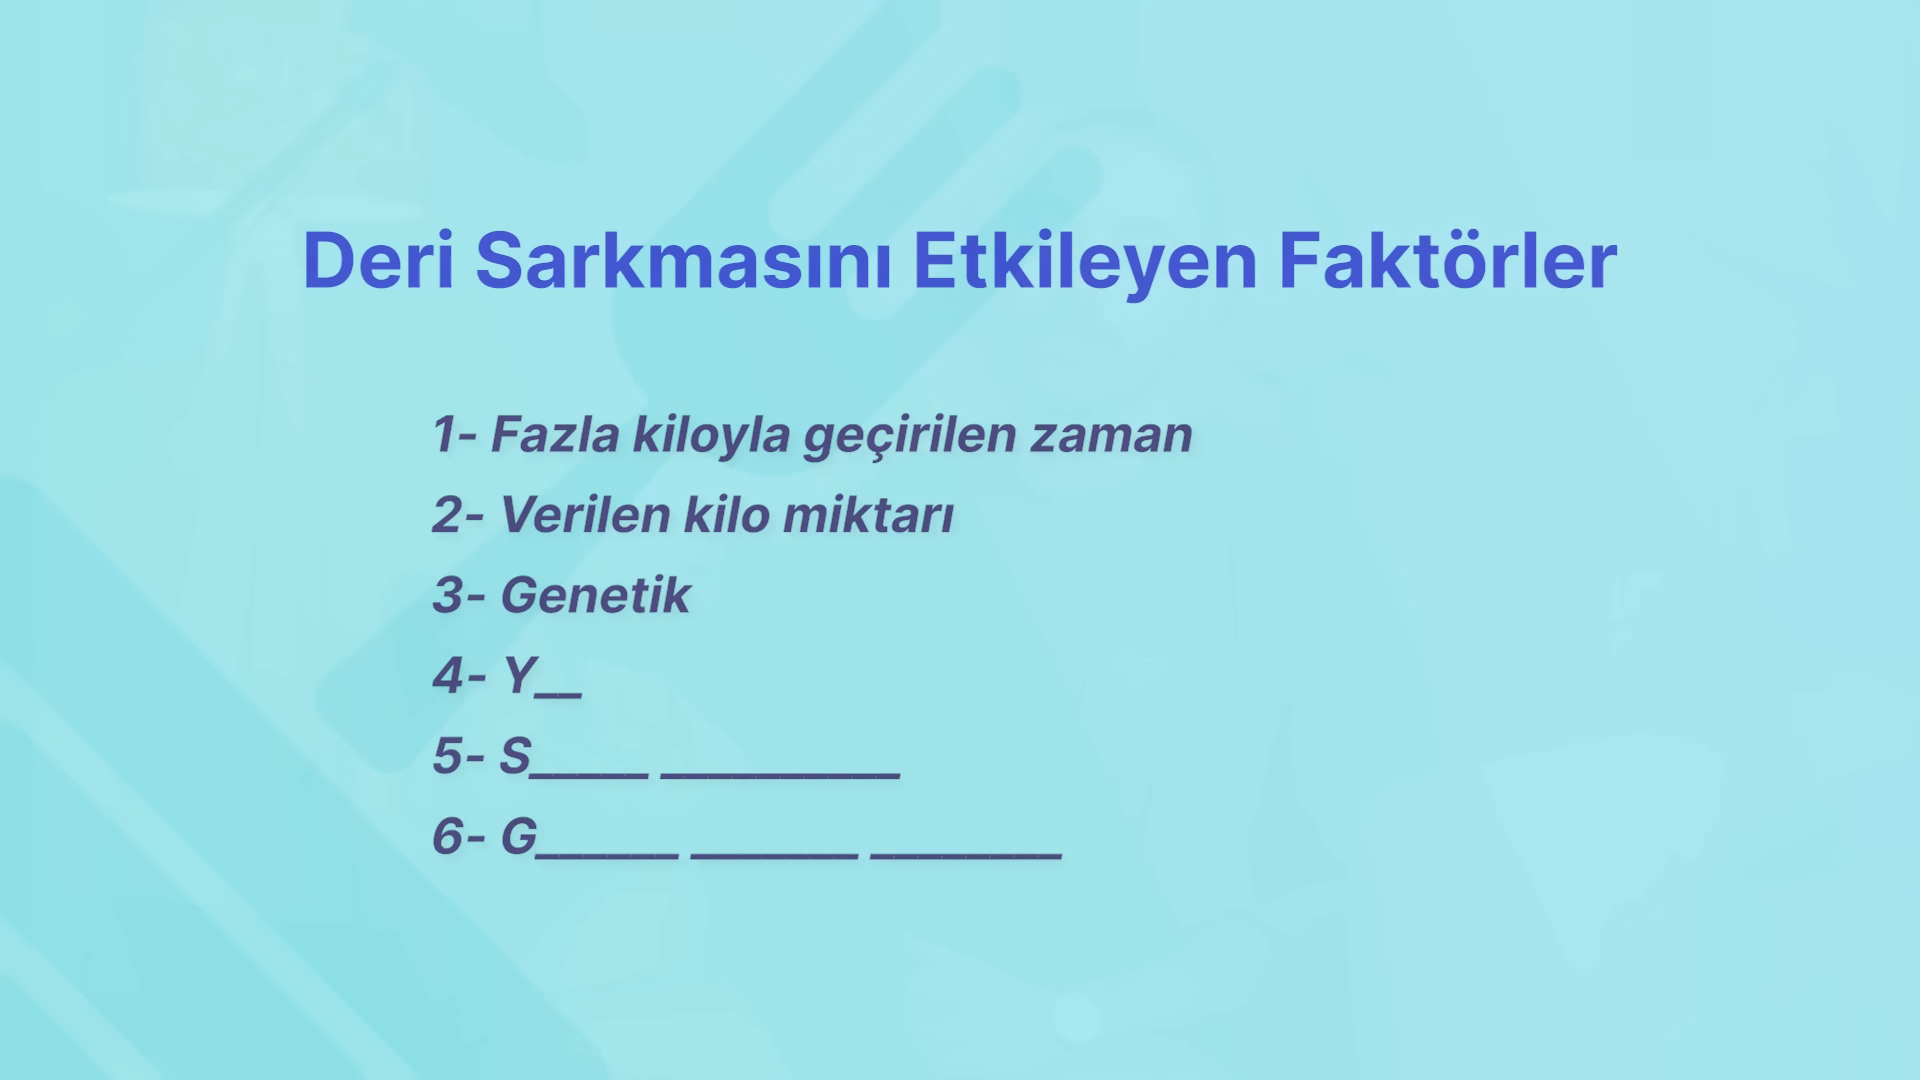 Deri Sarkmasını Etkileyen Faktörler
1- Fazla kiloyla geçirilen zaman
2- Verilen kilo miktarı
3- Genetik
4- Y__
5- S_____ __________
6- G______ _______ ________